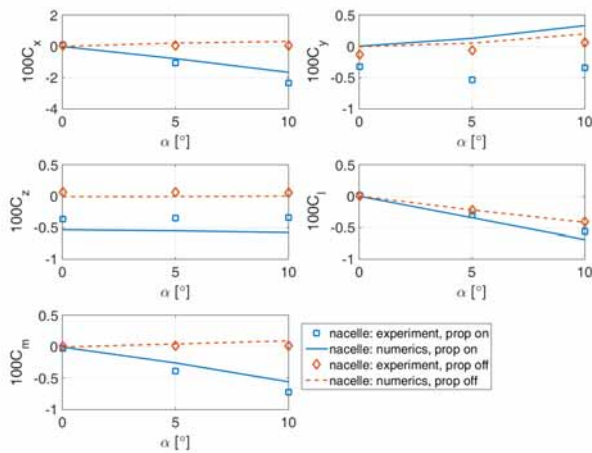 2
0
-2
-4
100C_x
0 5 10
α [°]
0.5
0
-0.5
-1
100C_y
0 5 10
α [°]
0.5
0
-0.5
-1
100C_z
0 5 10
α [°]
0.5
0
-0.5
-1
100C_l
0 5 10
α [°]
0.5
0
-0.5
-1
100C_m
0 5 10
α [°]
nacelle: experiment, prop on
nacelle: numerics, prop on
nacelle: experiment, prop off
nacelle: numerics, prop off